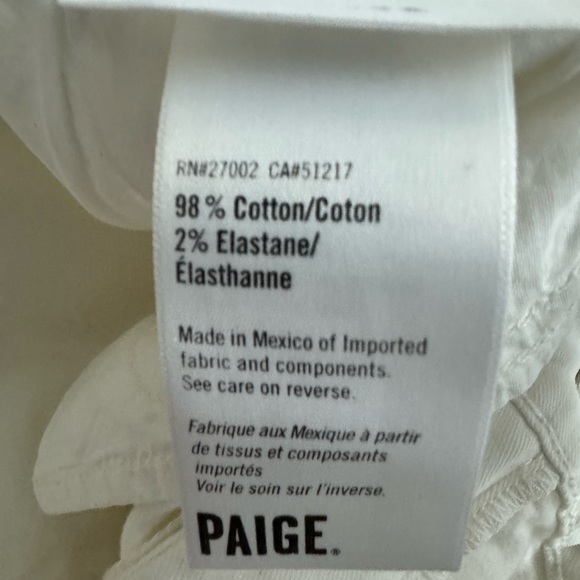 RN#27002 CA#51217
98% Cotton/Coton
2% Elastane/
Élasthanne
Made in Mexico of Imported
fabric and components.
See care on reverse.
Fabrique aux Mexique à partir
de tissus et composants
importés
Voir le soin sur l'inverse.
PAIGE®